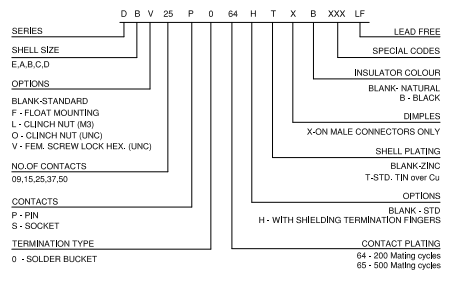 D B V 25 P 0 64 H T X B XXX LF
SERIES
SHELL SIZE
E,A,B,C,D
OPTIONS
BLANK-STANDARD
F - FLOAT MOUNTING
L - CLINCH NUT (M3)
O - CLINCH NUT (UNC)
V - FEM. SCREW LOCK HEX. (UNC)
NO.OF CONTACTS
09,15,25,37,50
CONTACTS
P - PIN
S - SOCKET
TERMINATION TYPE
0 - SOLDER BUCKET
LEAD FREE
SPECIAL CODES
INSULATOR COLOUR
BLANK- NATURAL
B - BLACK
DIMPLES
X-ON MALE CONNECTORS ONLY
SHELL PLATING
BLANK-ZINC
T-STD. TIN over Cu
OPTIONS
BLANK - STD
H - WITH SHIELDING TERMINATION FINGERS
CONTACT PLATING
64 - 200 Mating cycles
65 - 500 Mating cycles